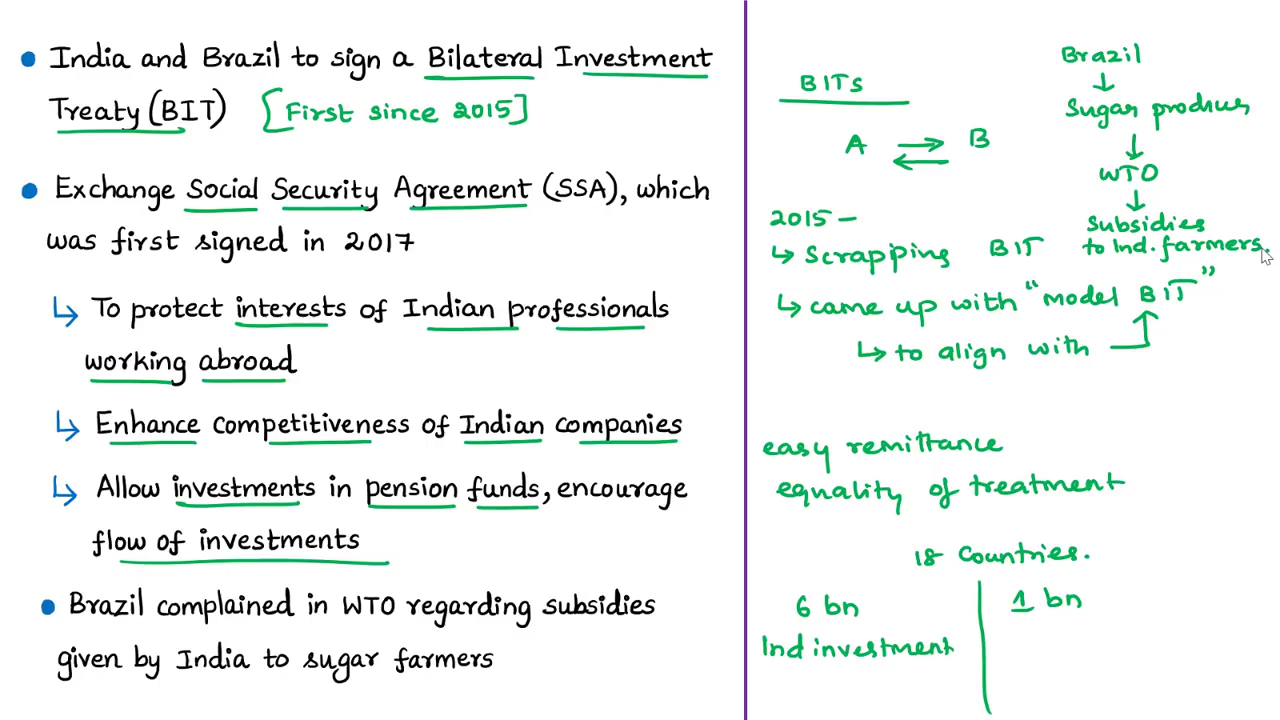 India and Brazil to sign a Bilateral Investment
Treaty (BIT) [First since 2015]
Exchange Social Security Agreement (SSA), which
was first signed in 2017
↳ To protect interests of Indian professionals
working abroad
↳ Enhance competitiveness of Indian companies
↳ Allow investments in pension funds, encourage
flow of investments
Brazil complained in WTO regarding subsidies
given by India to sugar farmers
BITs
A ⇄ B
Brazil
↓
Sugar
↓
WTO
↓
Subsidies
to Ind. farmers.
2015 –
↳ Scrapping BIT
↳ came up with "model BIT"
↳ to align with
easy remittance
equality of treatment
18 Countries.
6 bn
Ind investment
1 bn